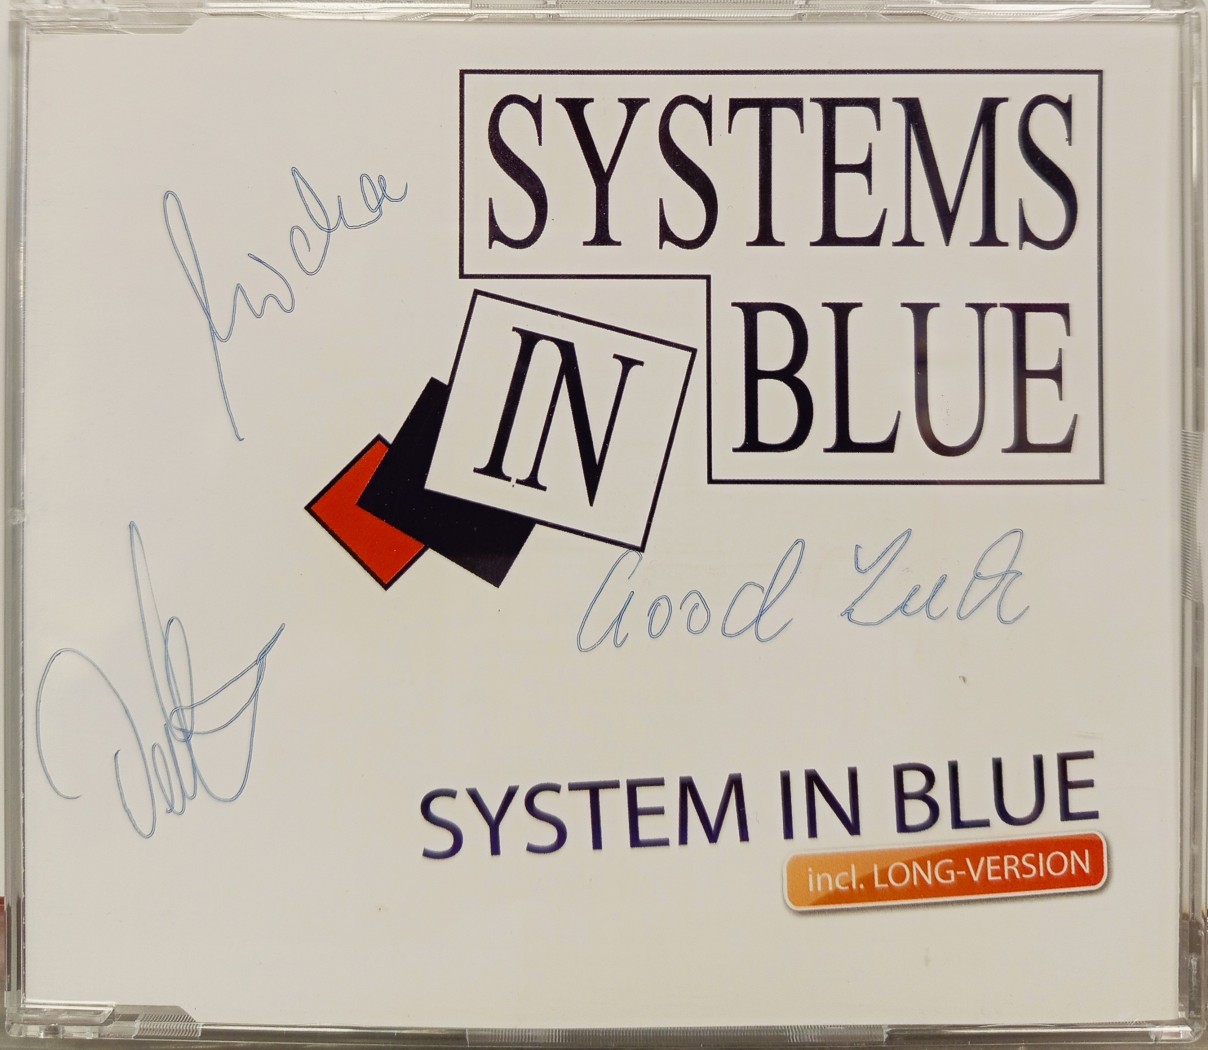 SYSTEMS
IN BLUE
Good Luck
SYSTEM IN BLUE
incl. LONG-VERSION